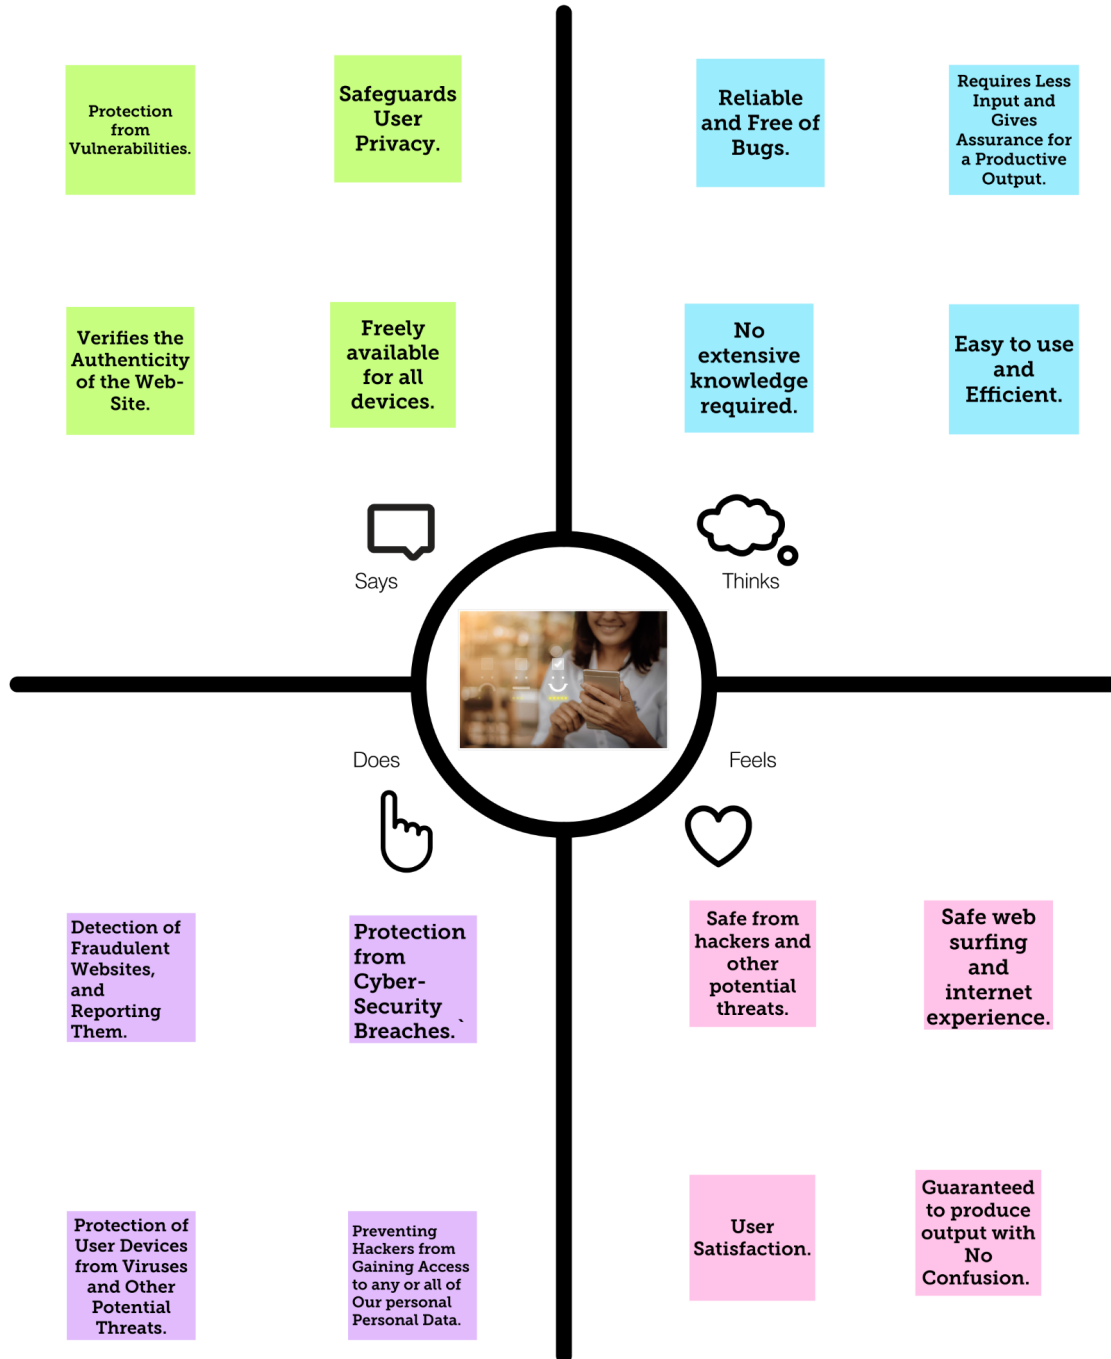 Protection
from
Vulnerabilities.
Safeguards
User
Privacy.
Verifies the
Authenticity
of the Web-
Site.
Freely
available
for all
devices.
Says
Reliable
and Free of
Bugs.
Requires Less
Input and
Gives
Assurance for
a Productive
Output.
No
extensive
knowledge
required.
Easy to use
and
Efficient.
Thinks
Does
Detection of
Fraudulent
Websites,
and
Reporting
Them.
Protection
from
Cyber-
Security
Breaches.`
Protection of
User Devices
from Viruses
and Other
Potential
Threats.
Preventing
Hackers from
Gaining Access
to any or all of
Our personal
Personal Data.
Feels
Safe from
hackers and
other
potential
threats.
Safe web
surfing
and
internet
experience.
User
Satisfaction.
Guaranteed
to produce
output with
No
Confusion.